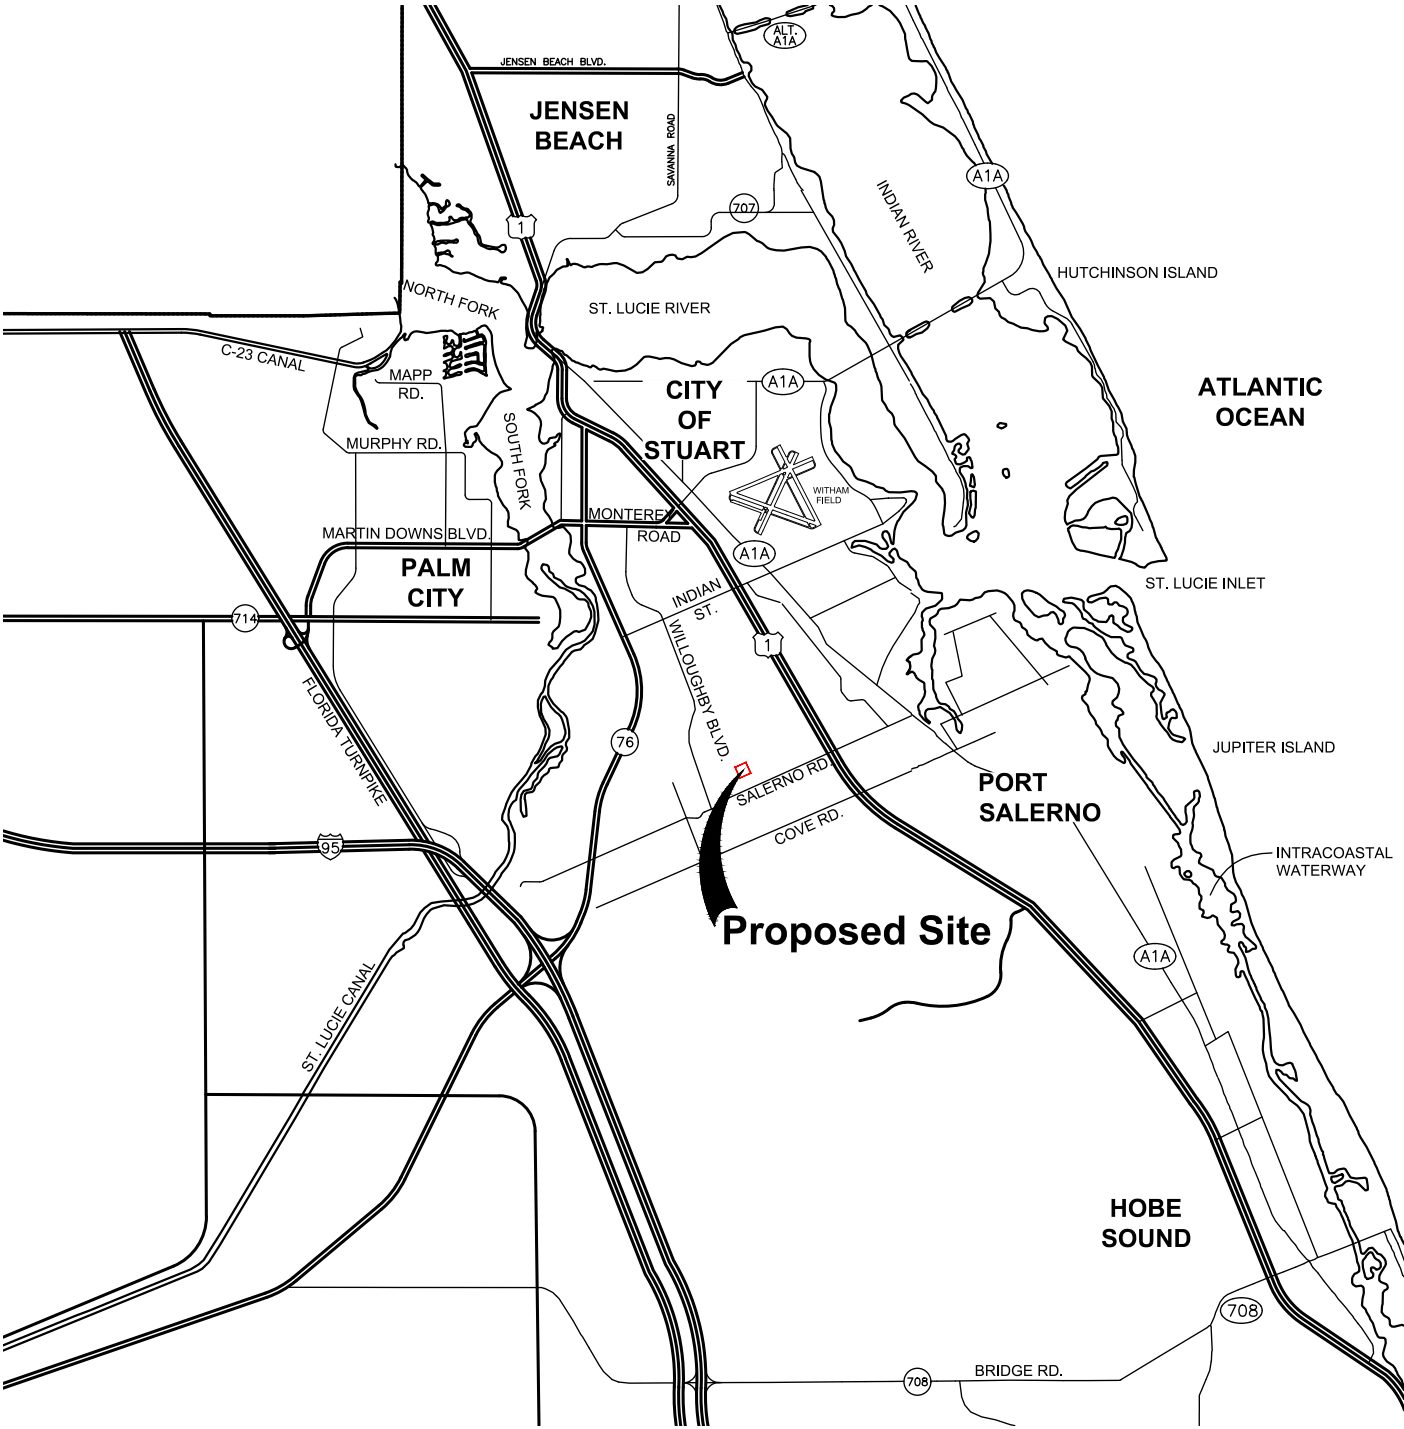 ALT.
A1A
JENSEN BEACH BLVD.
JENSEN
BEACH
SAVANNA ROAD
A1A
INDIAN RIVER
707
1
HUTCHINSON ISLAND
NORTH FORK
ST. LUCIE RIVER
C-23 CANAL
MAPP
RD.
CITY
OF
STUART
A1A
ATLANTIC
OCEAN
MURPHY RD.
SOUTH FORK
WITHAM
FIELD
MONTEREY
ROAD
MARTIN DOWNS BLVD.
A1A
PALM
CITY
ST. LUCIE INLET
INDIAN
ST.
714
1
WILLOUGHBY BLVD.
FLORIDA TURNPIKE
76
JUPITER ISLAND
SALERNO RD.
PORT
SALERNO
COVE RD.
95
INTRACOASTAL
WATERWAY
Proposed Site
A1A
ST. LUCIE CANAL
HOBE
SOUND
708
BRIDGE RD.
708